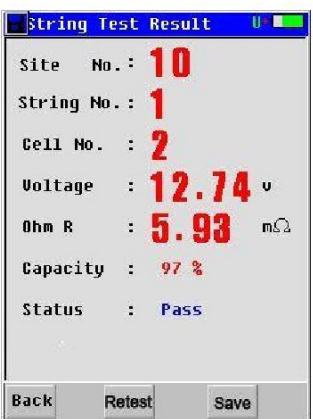 String Test Result U
Site No.: 10
String No.: 1
Cell No. : 2
Voltage : 12.74 v
Ohm R : 5.93 mΩ
Capacity : 97 %
Status : Pass
Back Retest Save